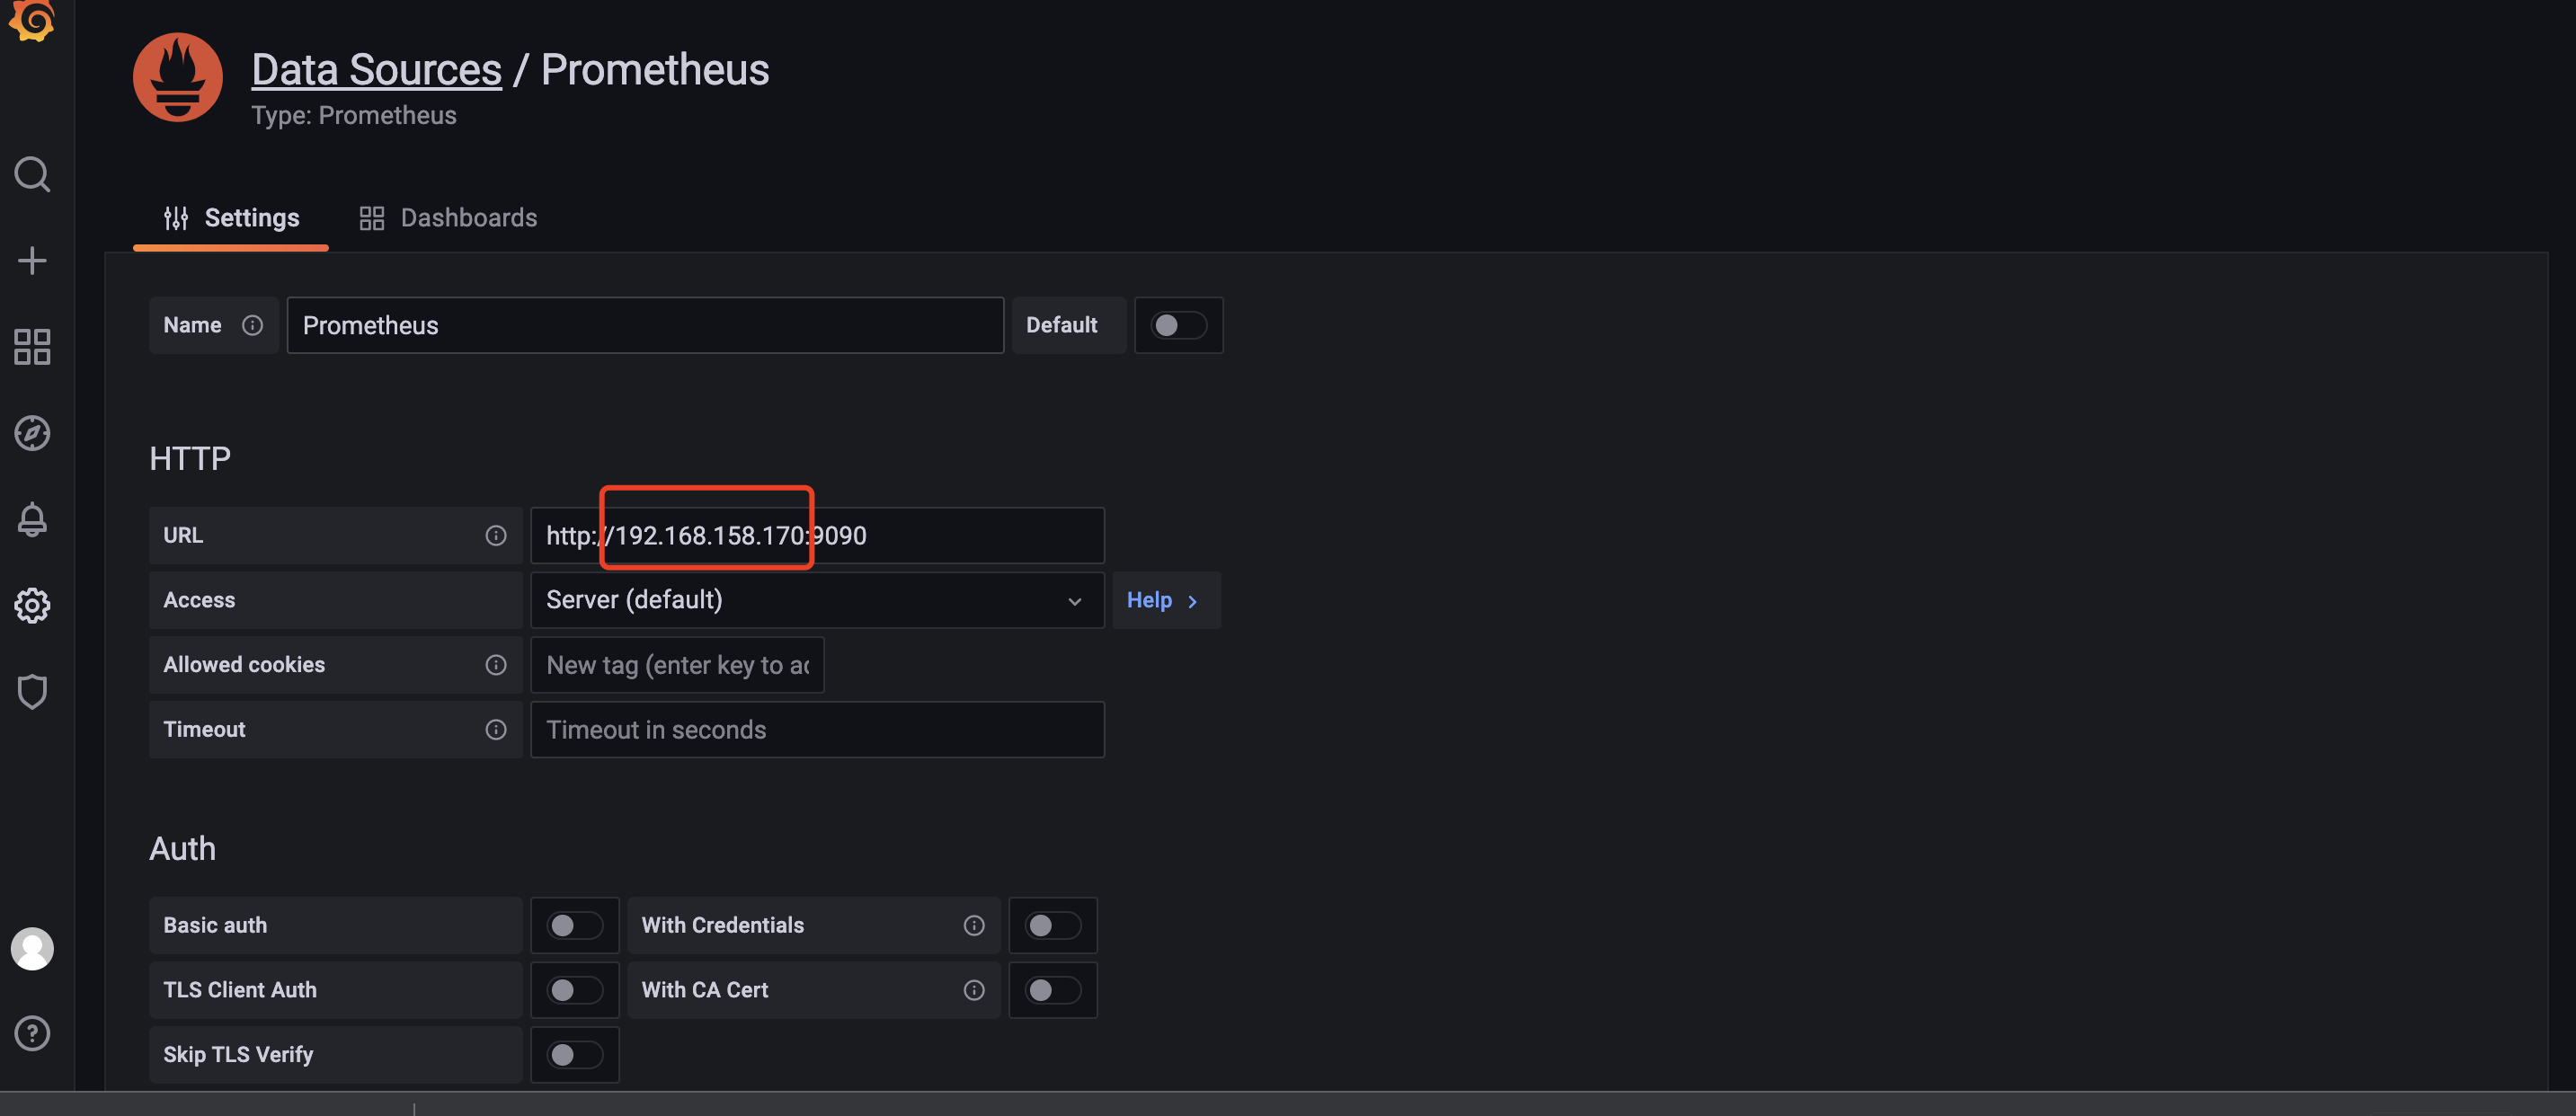 Data Sources / Prometheus
Type: Prometheus
Settings Dashboards
Name Prometheus Default
HTTP
URL http://192.168.158.170:9090
Access Server (default) Help
Allowed cookies New tag (enter key to ac
Timeout Timeout in seconds
Auth
Basic auth With Credentials
TLS Client Auth With CA Cert
Skip TLS Verify